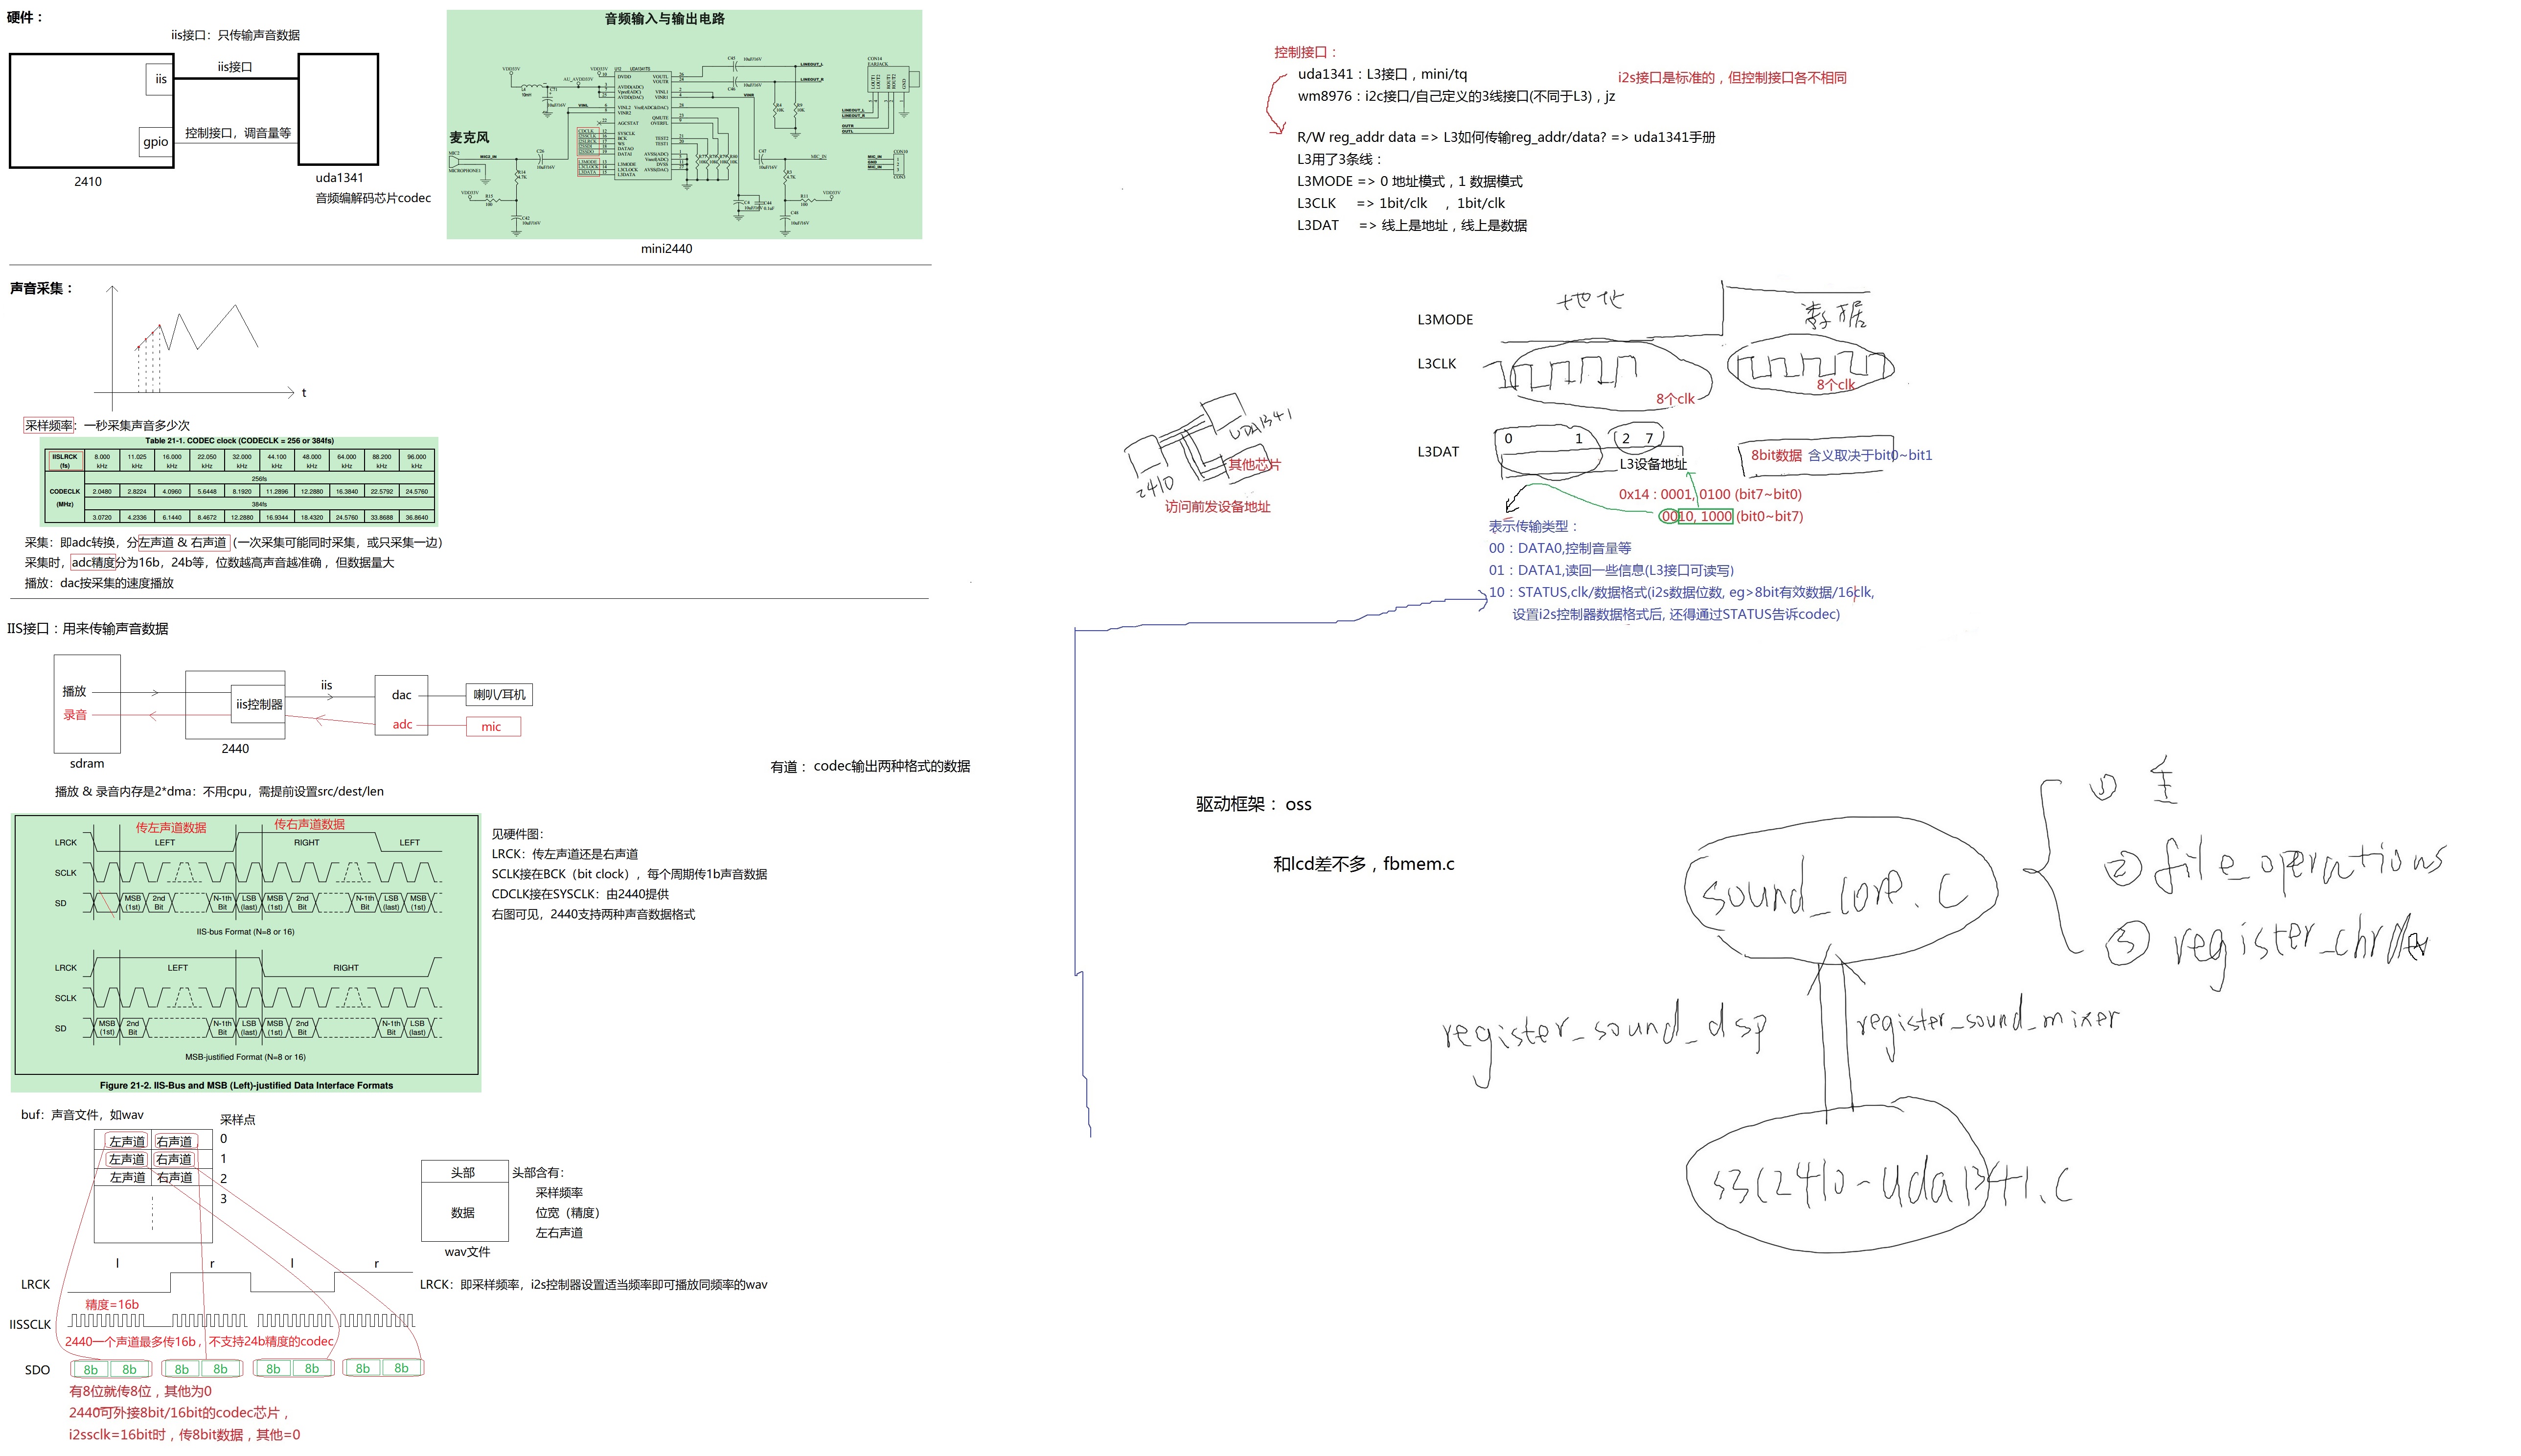 硬件：
iis接口：只传输声音数据
iis
iis接口
gpio
控制接口，调音量等
2410
uda1341
音频编解码芯片codec
音频输入与输出电路
麦克风
mini2440
声音采集：
t
采样频率：一秒采集声音多少次
Table 21-1. CODEC clock (CODECLK = 256 or 384fs)
IISLRCK (fs) 8.000 kHz 11.025 kHz 16.000 kHz 22.050 kHz 32.000 kHz 44.100 kHz 48.000 kHz 64.000 kHz 88.200 kHz 96.000 kHz
256fs
CODECLK (MHz) 2.0480 2.8224 4.0960 5.6448 8.1920 11.2896 12.2880 16.3840 22.5792 24.5760
384fs
3.0720 4.2336 6.1440 8.4672 12.2880 16.9344 18.4320 24.5760 33.8688 36.8640
采集：即adc转换，分左声道 & 右声道（一次采集可能同时采集，或只采集一边）
采集时，adc精度分为16b，24b等，位数越高声音越准确，但数据量大
播放：dac按采集的速度播放
IIS接口：用来传输声音数据
播放
录音
iis控制器
iis
dac
adc
喇叭/耳机
mic
2440
sdram
有道： codec输出两种格式的数据
播放 & 录音内存是2*dma：不用cpu，需提前设置src/dest/len
传左声道数据
传右声道数据
LRCK LEFT RIGHT LEFT
SCLK
SD MSB (1st) 2nd Bit N-1th Bit LSB (last) MSB (1st) 2nd Bit N-1th Bit LSB (last) MSB (1st)
IIS-bus Format (N=8 or 16)
LRCK LEFT RIGHT
SCLK
SD MSB (1st) 2nd Bit N-1th Bit LSB (last) MSB (1st) 2nd Bit N-1th Bit LSB (last)
MSB-justified Format (N=8 or 16)
Figure 21-2. IIS-Bus and MSB (Left)-justified Data Interface Formats
见硬件图：
LRCK：传左声道还是右声道
SCLK接在BCK（bit clock），每个周期传1b声音数据
CDCLK接在SYSCLK：由2440提供
右图可见，2440支持两种声音数据格式
buf：声音文件，如wav
采样点
左声道 右声道 0
左声道 右声道 1
左声道 右声道 2
3
头部
数据
wav文件
头部含有：
采样频率
位宽（精度）
左右声道
l r l r
LRCK
LRCK：即采样频率，i2s控制器设置适当频率即可播放同频率的wav
精度=16b
IISSCLK
2440一个声道最多传16b，不支持24b精度的codec
SDO 8b 8b 8b 8b 8b 8b 8b 8b
有8位就传8位，其他为0
2440可外接8bit/16bit的codec芯片，
i2ssclk=16bit时，传8bit数据，其他=0
控制接口：
uda1341：L3接口，mini/tq
wm8976：i2c接口/自己定义的3线接口(不同于L3)，jz
i2s接口是标准的，但控制接口各不相同
R/W reg_addr data => L3如何传输reg_addr/data? => uda1341手册
L3用了3条线：
L3MODE => 0 地址模式，1 数据模式
L3CLK => 1bit/clk ，1bit/clk
L3DAT => 线上是地址，线上是数据
地址
数据
L3MODE
L3CLK
8个clk
8个clk
L3DAT
0 1 2 7
L3设备地址
8bit数据 含义取决于bit0~bit1
0x14 : 0001, 0100 (bit7~bit0)
0010, 1000 (bit0~bit7)
UDA1341
其他芯片
2410
访问前发设备地址
表示传输类型：
00：DATA0,控制音量等
01：DATA1,读回一些信息(L3接口可读写)
10：STATUS,clk/数据格式(i2s数据位数, eg>8bit有效数据/16clk,
设置i2s控制器数据格式后, 还得通过STATUS告诉codec)
驱动框架： oss
和lcd差不多，fbmem.c
sound_core.c
① 主
② file_operations
③ register_chrdev
register_sound_dsp
register_sound_mixer
s3c2410-uda1341.c